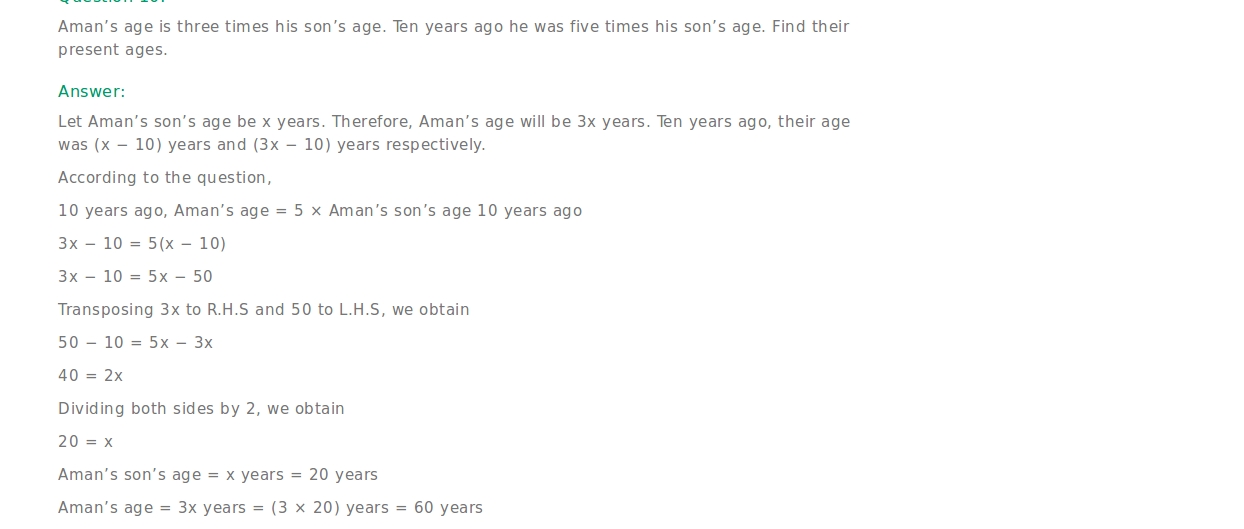 Aman’s age is three times his son’s age. Ten years ago he was five times his son’s age. Find their
present ages.
Answer:
Let Aman’s son’s age be x years. Therefore, Aman’s age will be 3x years. Ten years ago, their age
was (x − 10) years and (3x − 10) years respectively.
According to the question,
10 years ago, Aman’s age = 5 × Aman’s son’s age 10 years ago
3x − 10 = 5(x − 10)
3x − 10 = 5x − 50
Transposing 3x to R.H.S and 50 to L.H.S, we obtain
50 − 10 = 5x − 3x
40 = 2x
Dividing both sides by 2, we obtain
20 = x
Aman’s son’s age = x years = 20 years
Aman’s age = 3x years = (3 × 20) years = 60 years